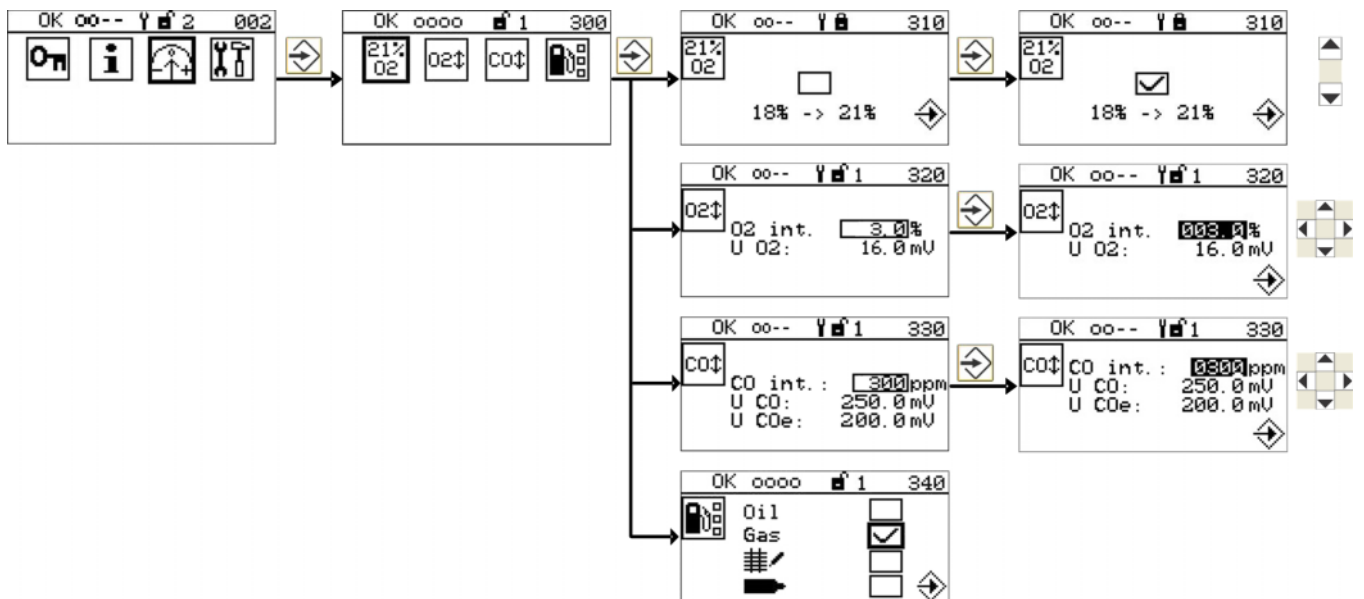 OK oo-- 2 002
OK oooo 1 300
21%
O2
O2
CO
OK oo-- 310
21%
O2
18% -> 21%
OK oo-- 310
21%
O2
18% -> 21%
OK oo-- 1 320
O2
O2 int. 3.0%
U O2: 16.0mV
OK oo-- 1 320
O2
O2 int. 003.0%
U O2: 16.0mV
OK oo-- 1 330
CO
CO int.: 300ppm
U CO: 250.0mV
U COe: 200.0mV
OK oo-- 1 330
CO
CO int.: 0300ppm
U CO: 250.0mV
U COe: 200.0mV
OK oooo 1 340
Oil
Gas